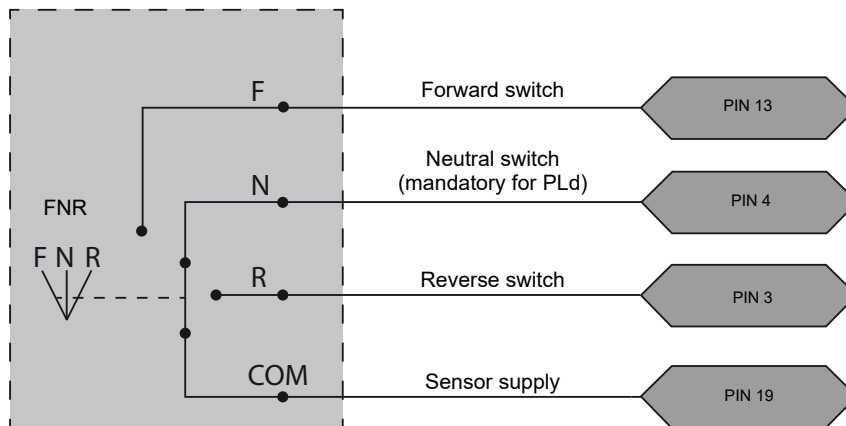 F
Forward switch
PIN 13
Neutral switch
(mandatory for PLd)
N
PIN 4
FNR
F N R
R
Reverse switch
PIN 3
COM
Sensor supply
PIN 19